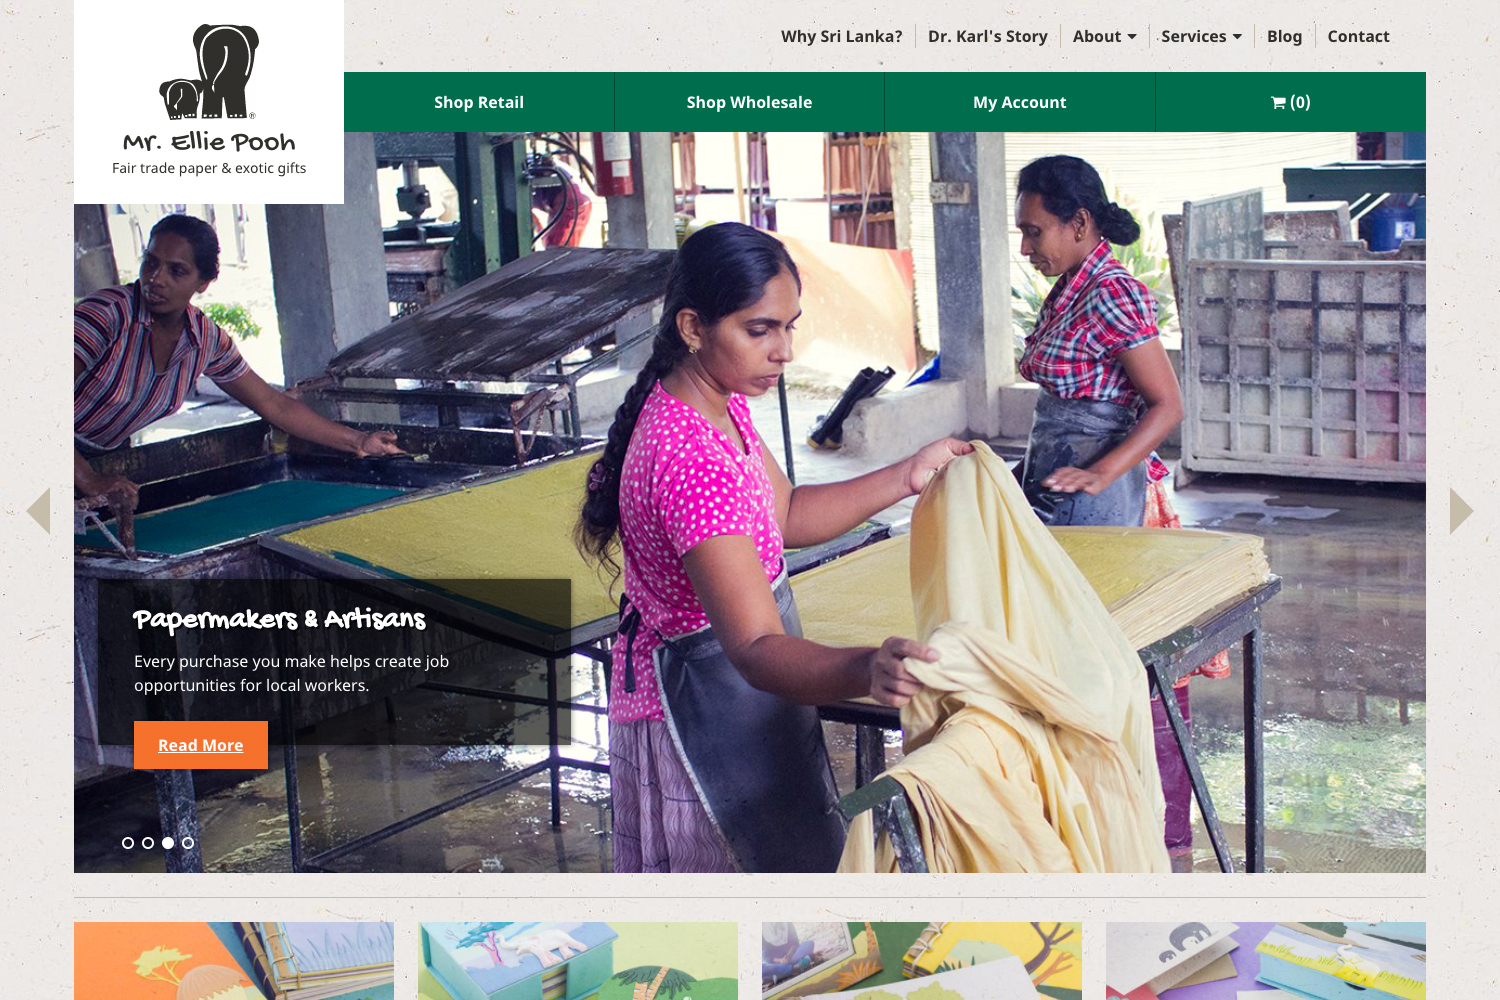 Why Sri Lanka?
Dr. Karl's Story
About
Services
Blog
Contact
Mr. Ellie Pooh
®
Fair trade paper & exotic gifts
Shop Retail
Shop Wholesale
My Account
(0)
Papermakers & Artisans
Every purchase you make helps create job
opportunities for local workers.
Read More